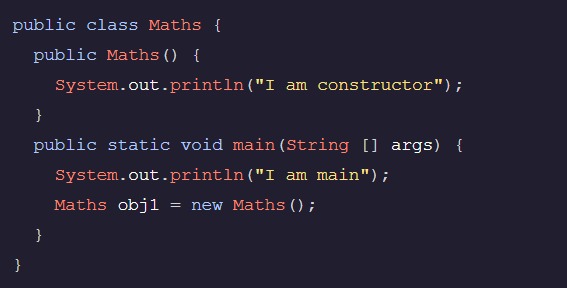 public class Maths {
  public Maths() {
    System.out.println("I am constructor");
  }
  public static void main(String [] args) {
    System.out.println("I am main");
    Maths obj1 = new Maths();
  }
}